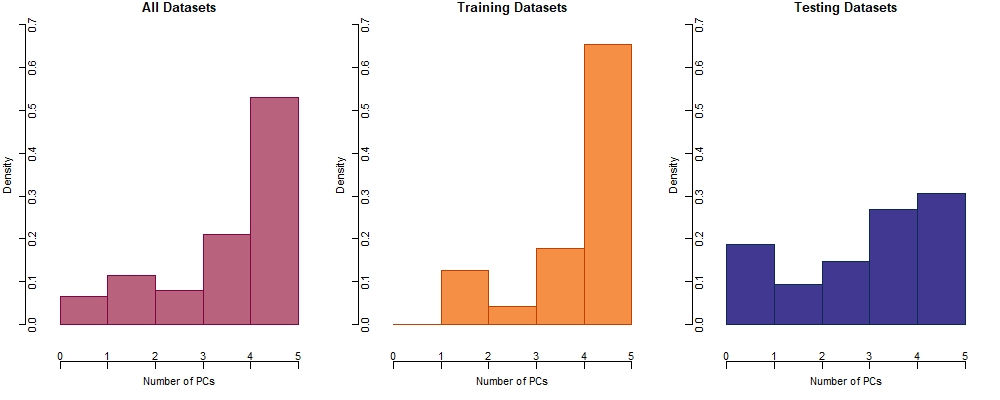 All Datasets
Density
0.0 0.1 0.2 0.3 0.4 0.5 0.6 0.7
0 1 2 3 4 5
Number of PCs
Training Datasets
Density
0.0 0.1 0.2 0.3 0.4 0.5 0.6 0.7
0 1 2 3 4 5
Number of PCs
Testing Datasets
Density
0.0 0.1 0.2 0.3 0.4 0.5 0.6 0.7
0 1 2 3 4 5
Number of PCs